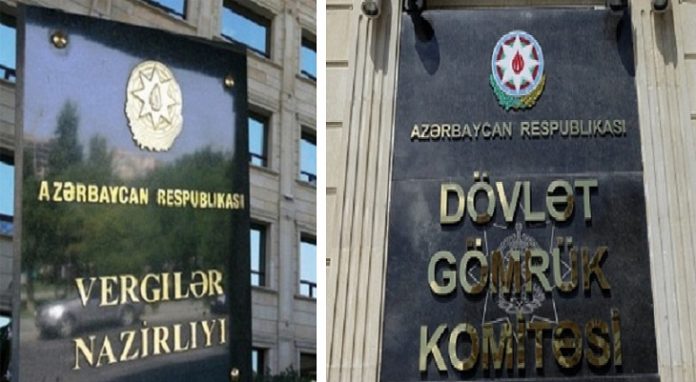 AZƏRBAYCAN RESPUBLİKASI
VERGİLƏR
NAZİRLİYİ
AZƏRBAYCAN RESPUBLİKASI
DÖVLƏT
GÖMRÜK
KOMİTƏSİ